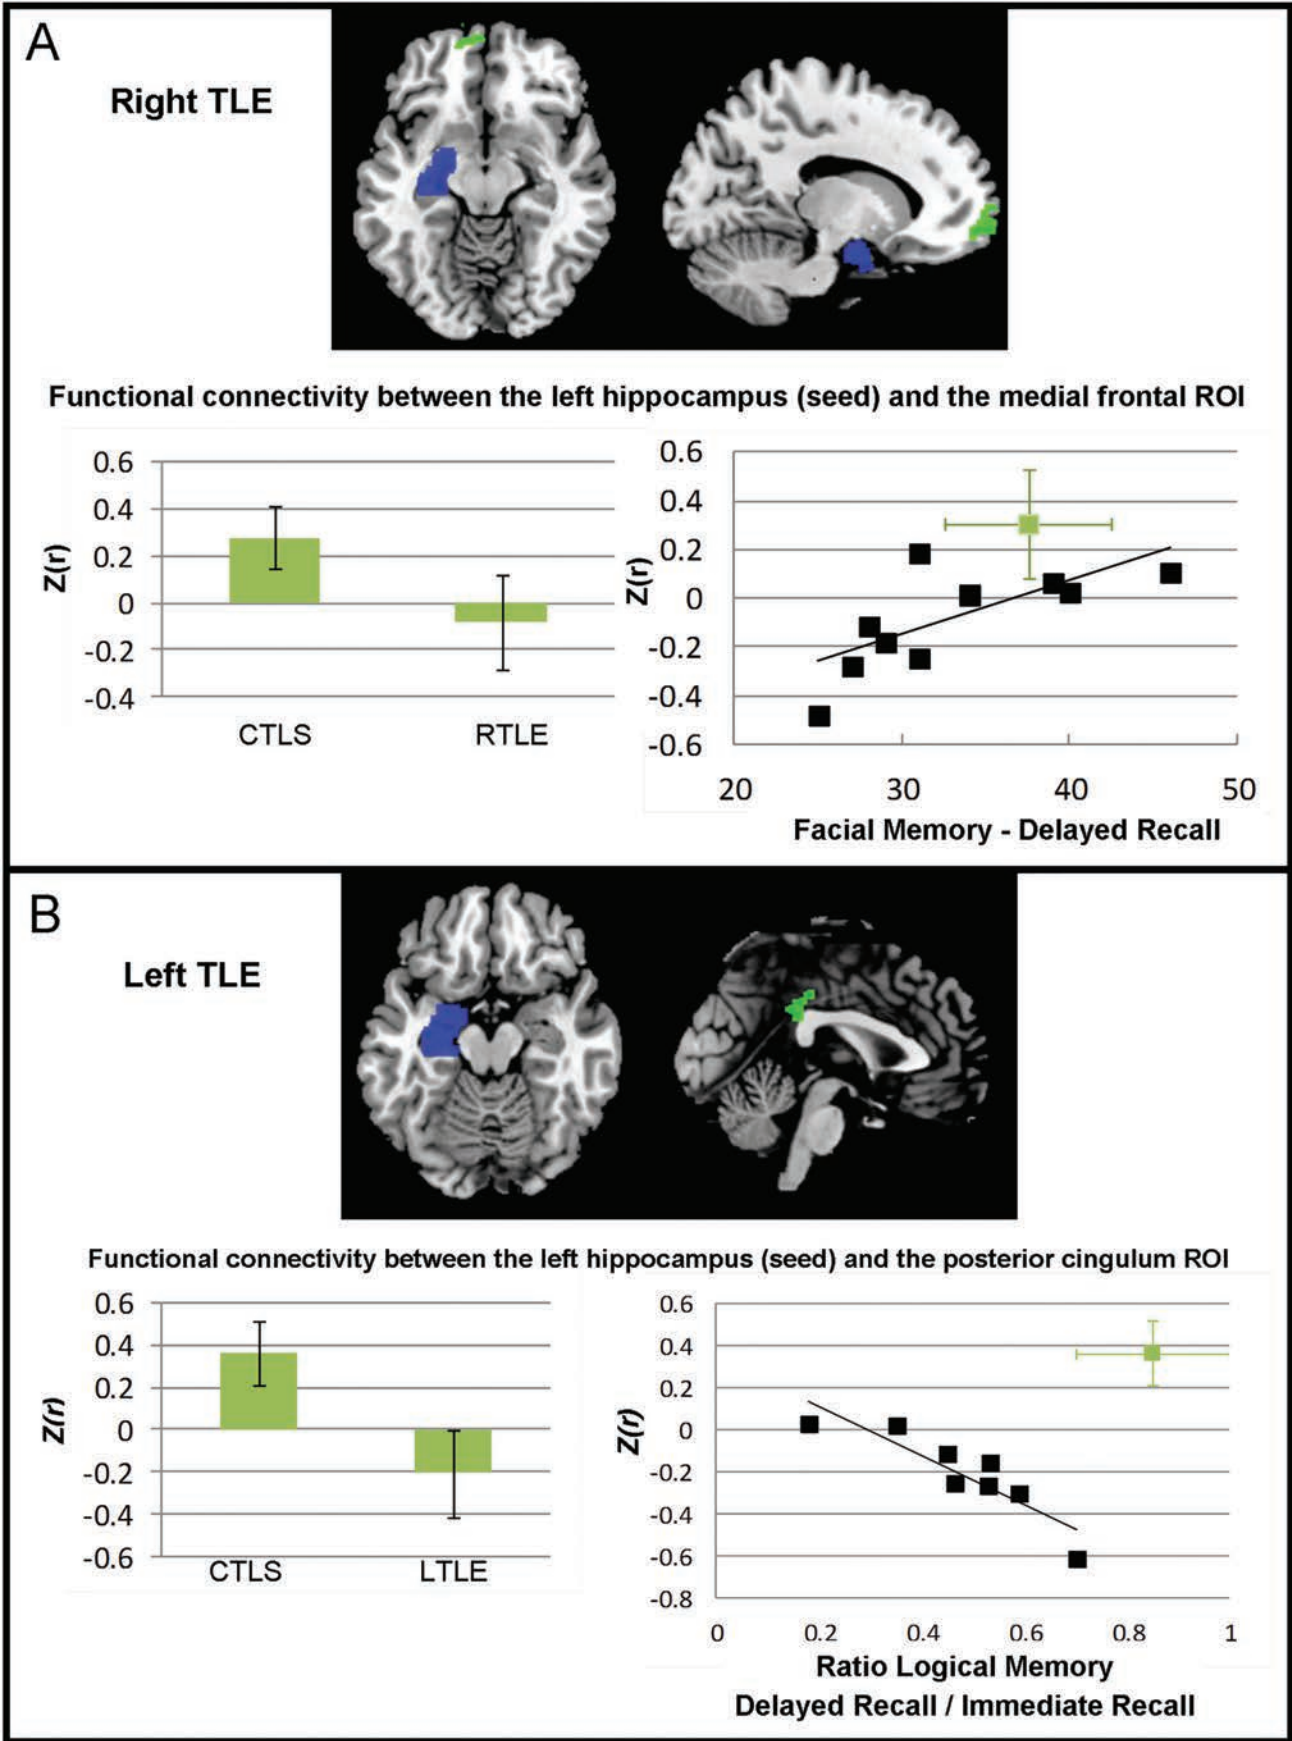 A
Right TLE
Functional connectivity between the left hippocampus (seed) and the medial frontal ROI
0.6
0.4
0.2
0
-0.2
-0.4
Z(r)
CTLS RTLE
0.6
0.4
0.2
0
-0.2
-0.4
-0.6
Z(r)
20 30 40 50
Facial Memory - Delayed Recall
B
Left TLE
Functional connectivity between the left hippocampus (seed) and the posterior cingulum ROI
0.6
0.4
0.2
0
-0.2
-0.4
-0.6
Z(r)
CTLS LTLE
0.6
0.4
0.2
0
-0.2
-0.4
-0.6
-0.8
Z(r)
0 0.2 0.4 0.6 0.8 1
Ratio Logical Memory
Delayed Recall / Immediate Recall